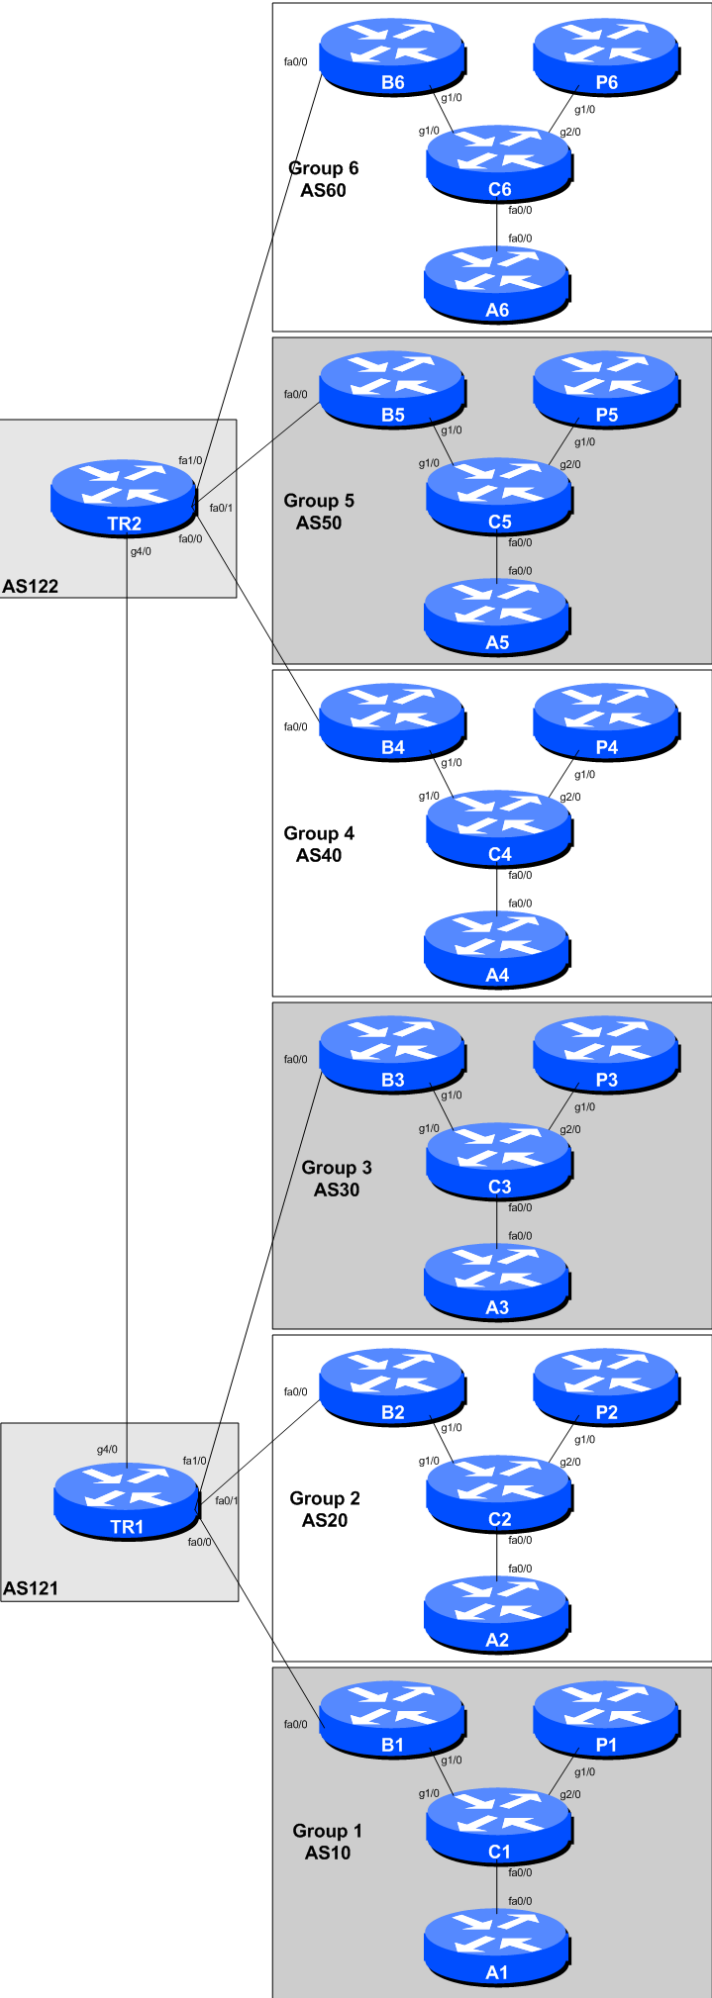 fa0/0
B6
P6
g1/0
g1/0
g1/0
g2/0
Group 6
AS60
C6
fa0/0
fa0/0
A6
fa0/0
B5
P5
g1/0
g1/0
g1/0
g2/0
Group 5
AS50
C5
fa0/0
fa0/0
A5
fa1/0
TR2
fa0/1
fa0/0
g4/0
AS122
fa0/0
B4
P4
g1/0
g1/0
g1/0
g2/0
Group 4
AS40
C4
fa0/0
fa0/0
A4
fa0/0
B3
P3
g1/0
g1/0
g1/0
g2/0
Group 3
AS30
C3
fa0/0
fa0/0
A3
fa0/0
B2
P2
g1/0
g1/0
g1/0
g2/0
Group 2
AS20
C2
fa0/0
fa0/0
A2
g4/0
fa1/0
TR1
fa0/1
fa0/0
AS121
fa0/0
B1
P1
g1/0
g1/0
g1/0
g2/0
Group 1
AS10
C1
fa0/0
fa0/0
A1